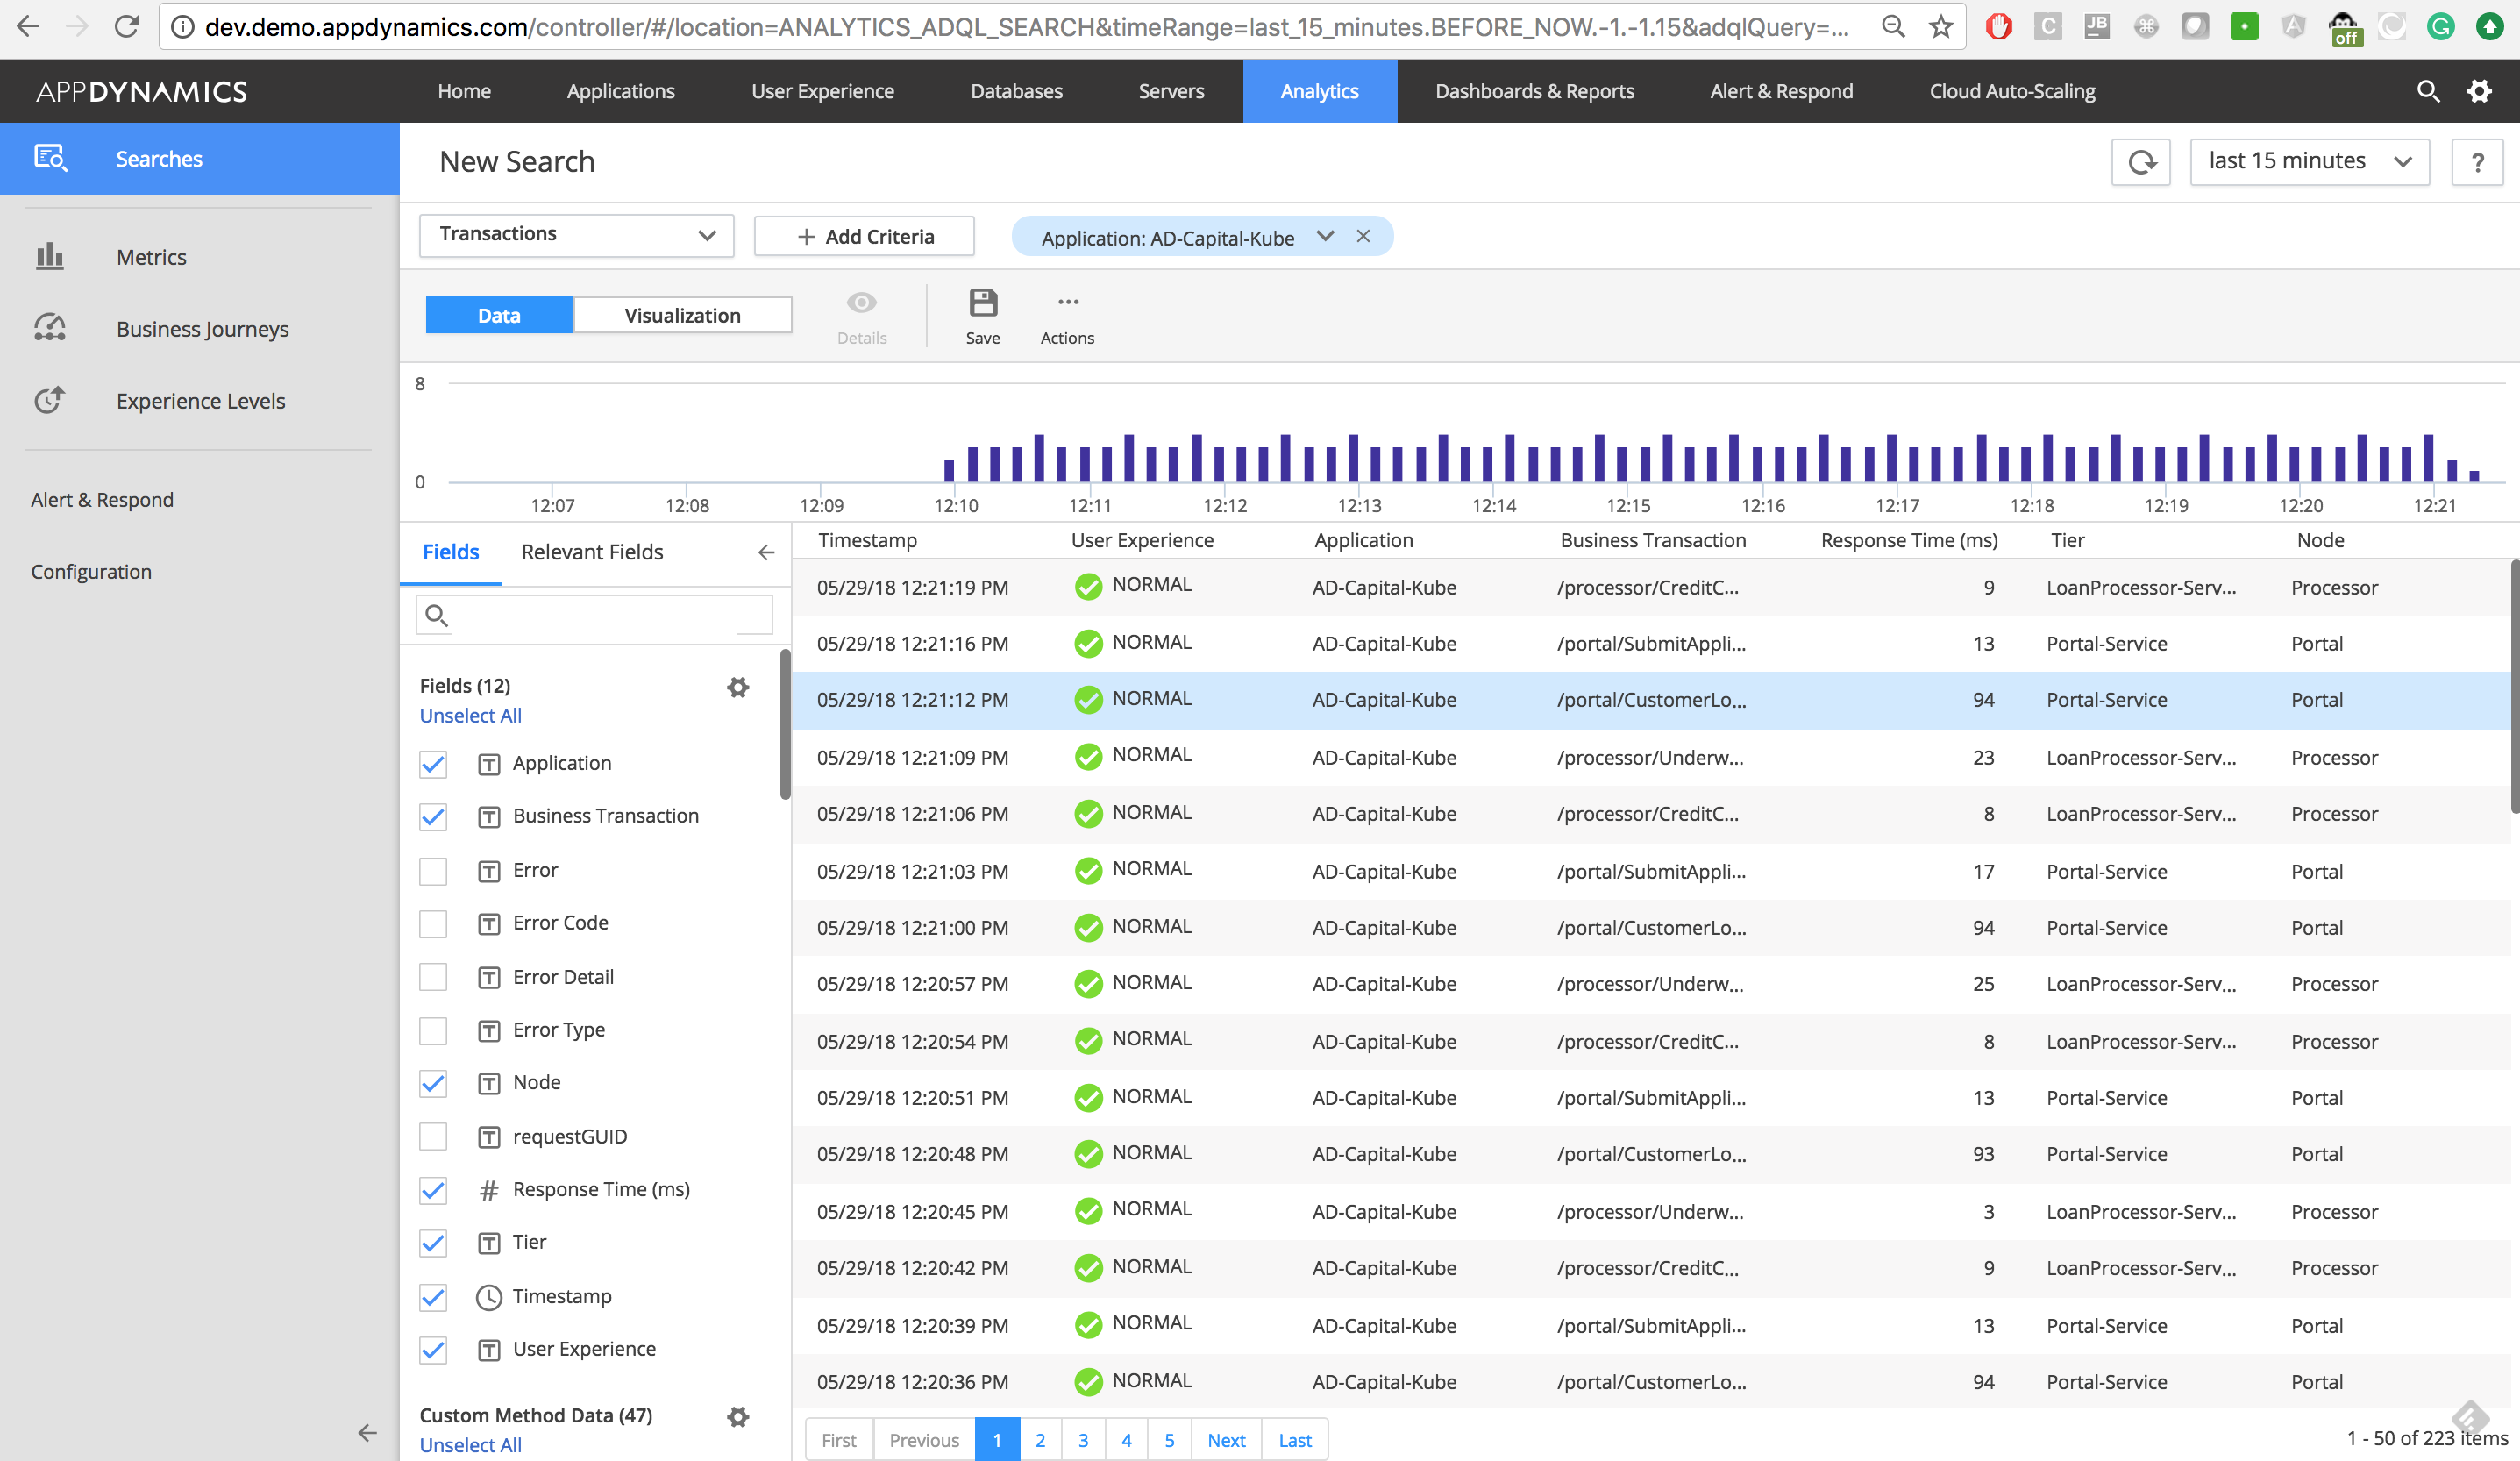 dev.demo.appdynamics.com/controller/#/location=ANALYTICS_ADQL_SEARCH&timeRange=last_15_minutes.BEFORE_NOW.-1.-1.15&adqlQuery=...
C JB A off G
APPDYNAMICS Home Applications User Experience Databases Servers Analytics Dashboards & Reports Alert & Respond Cloud Auto-Scaling
Searches
Metrics
Business Journeys
Experience Levels
Alert & Respond
Configuration
New Search last 15 minutes ?
Transactions + Add Criteria Application: AD-Capital-Kube
Data Visualization Details Save Actions
8
0
12:07 12:08 12:09 12:10 12:11 12:12 12:13 12:14 12:15 12:16 12:17 12:18 12:19 12:20 12:21
Fields Relevant Fields
Fields (12)
Unselect All
T Application
T Business Transaction
T Error
T Error Code
T Error Detail
T Error Type
T Node
T requestGUID
# Response Time (ms)
T Tier
Timestamp
T User Experience
Custom Method Data (47)
Unselect All
Timestamp User Experience Application Business Transaction Response Time (ms) Tier Node
05/29/18 12:21:19 PM NORMAL AD-Capital-Kube /processor/CreditC... 9 LoanProcessor-Serv... Processor
05/29/18 12:21:16 PM NORMAL AD-Capital-Kube /portal/SubmitAppli... 13 Portal-Service Portal
05/29/18 12:21:12 PM NORMAL AD-Capital-Kube /portal/CustomerLo... 94 Portal-Service Portal
05/29/18 12:21:09 PM NORMAL AD-Capital-Kube /processor/Underw... 23 LoanProcessor-Serv... Processor
05/29/18 12:21:06 PM NORMAL AD-Capital-Kube /processor/CreditC... 8 LoanProcessor-Serv... Processor
05/29/18 12:21:03 PM NORMAL AD-Capital-Kube /portal/SubmitAppli... 17 Portal-Service Portal
05/29/18 12:21:00 PM NORMAL AD-Capital-Kube /portal/CustomerLo... 94 Portal-Service Portal
05/29/18 12:20:57 PM NORMAL AD-Capital-Kube /processor/Underw... 25 LoanProcessor-Serv... Processor
05/29/18 12:20:54 PM NORMAL AD-Capital-Kube /processor/CreditC... 8 LoanProcessor-Serv... Processor
05/29/18 12:20:51 PM NORMAL AD-Capital-Kube /portal/SubmitAppli... 13 Portal-Service Portal
05/29/18 12:20:48 PM NORMAL AD-Capital-Kube /portal/CustomerLo... 93 Portal-Service Portal
05/29/18 12:20:45 PM NORMAL AD-Capital-Kube /processor/Underw... 3 LoanProcessor-Serv... Processor
05/29/18 12:20:42 PM NORMAL AD-Capital-Kube /processor/CreditC... 9 LoanProcessor-Serv... Processor
05/29/18 12:20:39 PM NORMAL AD-Capital-Kube /portal/SubmitAppli... 13 Portal-Service Portal
05/29/18 12:20:36 PM NORMAL AD-Capital-Kube /portal/CustomerLo... 94 Portal-Service Portal
First Previous 1 2 3 4 5 Next Last 1 - 50 of 223 items